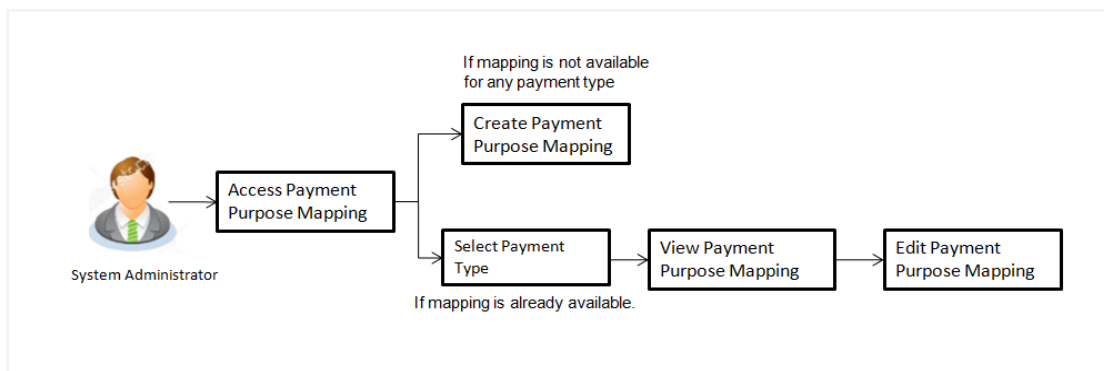 If mapping is not available
for any payment type
Create Payment
Purpose Mapping
Access Payment
Purpose Mapping
System Administrator
Select Payment
Type
If mapping is already available.
View Payment
Purpose Mapping
Edit Payment
Purpose Mapping